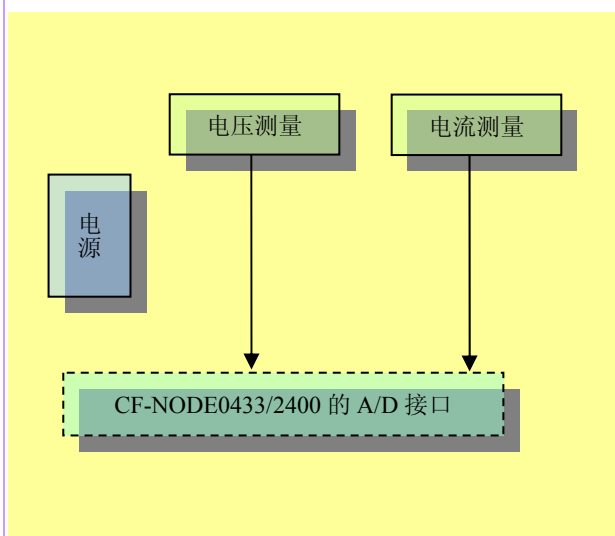 电压测量
电流测量
电
源
CF-NODE0433/2400 的 A/D 接口